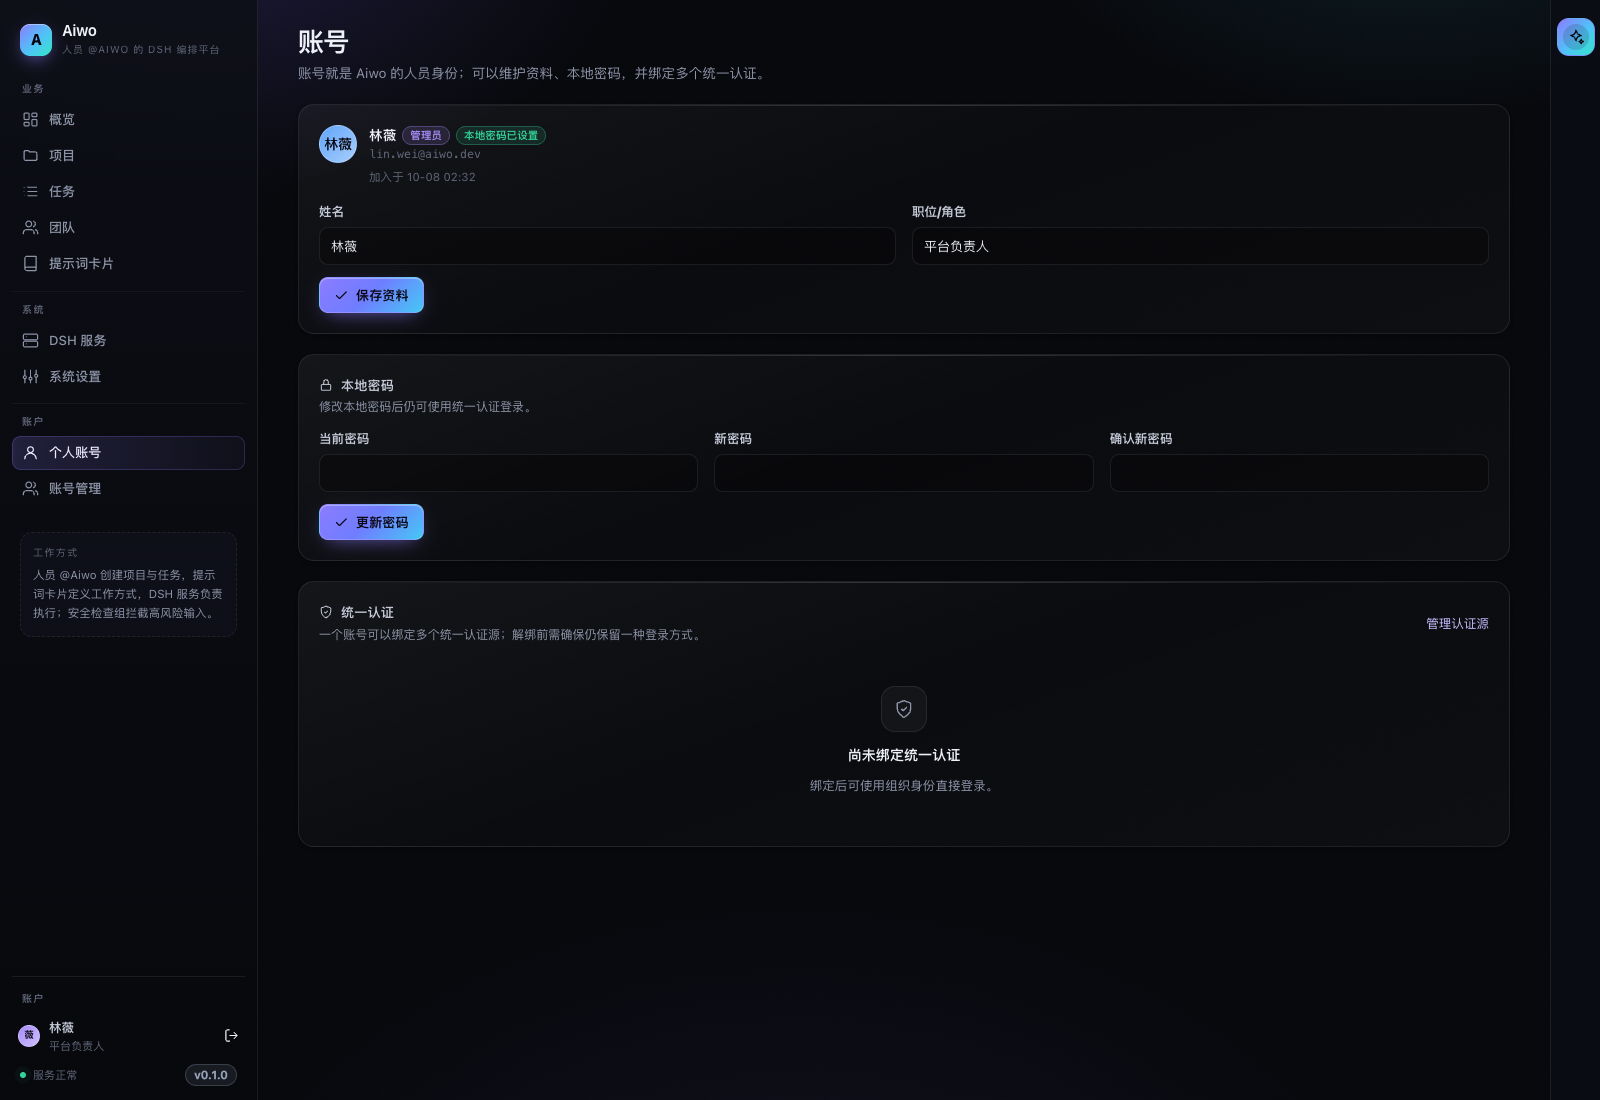 A
Aiwo
人员 @AIWO 的 DSH 编排平台
业务
概览
项目
任务
团队
提示词卡片
系统
DSH 服务
系统设置
账户
个人账号
账号管理
工作方式
人员 @Aiwo 创建项目与任务，提示
词卡片定义工作方式，DSH 服务负责
执行；安全检查组拦截高风险输入。
账户
薇
林薇
平台负责人
服务正常
v0.1.0
账号
账号就是 Aiwo 的人员身份；可以维护资料、本地密码，并绑定多个统一认证。
林薇
林薇 管理员 本地密码已设置
lin.wei@aiwo.dev
加入于 10-08 02:32
姓名
林薇
职位/角色
平台负责人
保存资料
本地密码
修改本地密码后仍可使用统一认证登录。
当前密码
新密码
确认新密码
更新密码
统一认证
一个账号可以绑定多个统一认证源；解绑前需确保仍保留一种登录方式。
管理认证源
尚未绑定统一认证
绑定后可使用组织身份直接登录。